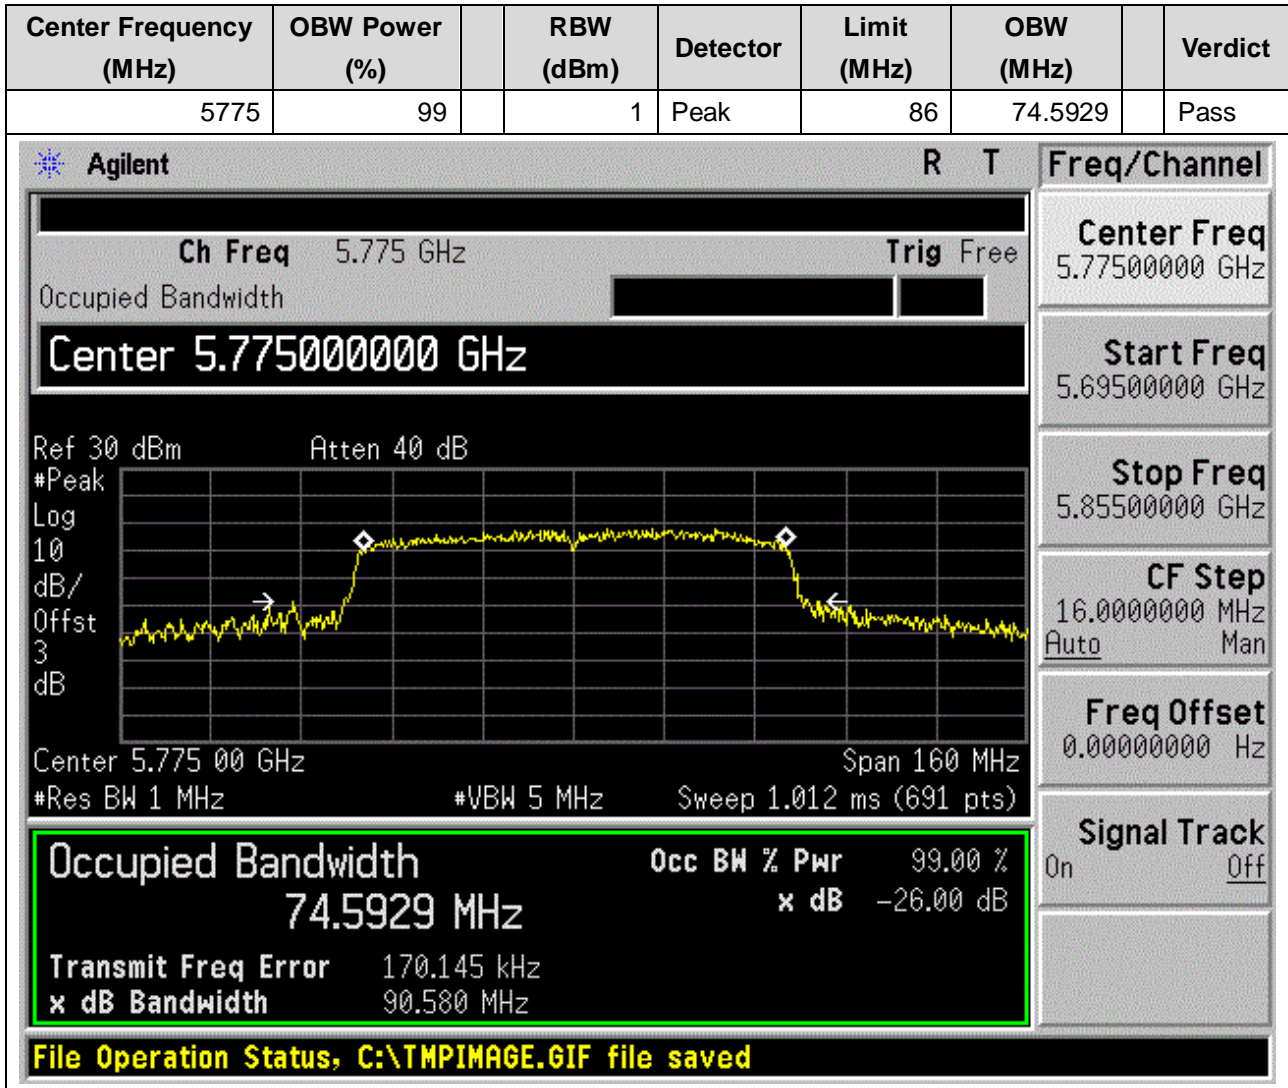 Center Frequency (MHz) OBW Power (%) RBW (dBm) Detector Limit (MHz) OBW (MHz) Verdict
5775 99 1 Peak 86 74.5929 Pass
Agilent R T Freq/Channel
Ch Freq 5.775 GHz Trig Free
Occupied Bandwidth
Center 5.775000000 GHz
Center Freq
5.77500000 GHz
Start Freq
5.69500000 GHz
Stop Freq
5.85500000 GHz
CF Step
16.0000000 MHz
Auto Man
Freq Offset
0.00000000 Hz
Signal Track
On Off
Ref 30 dBm Atten 40 dB
#Peak
Log
10
dB/
Offst
3
dB
Center 5.775 00 GHz Span 160 MHz
#Res BW 1 MHz #VBW 5 MHz Sweep 1.012 ms (691 pts)
Occupied Bandwidth Occ BW % Pwr 99.00 %
74.5929 MHz x dB -26.00 dB
Transmit Freq Error 170.145 kHz
x dB Bandwidth 90.580 MHz
File Operation Status, C:\TMPIMAGE.GIF file saved